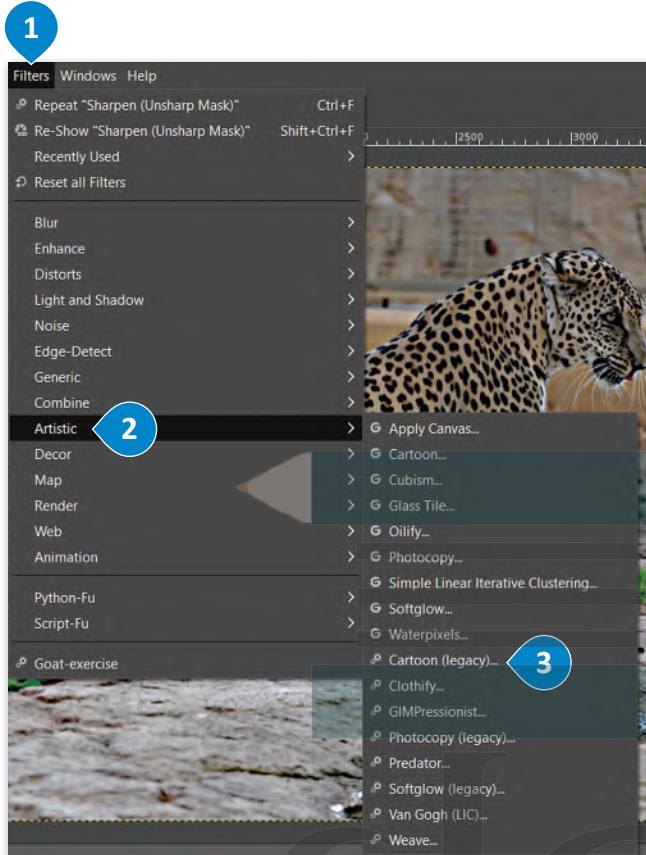 1
Filters Windows Help
Repeat "Sharpen (Unsharp Mask)" Ctrl+F
Re-Show "Sharpen (Unsharp Mask)" Shift+Ctrl+F
Recently Used
Reset all Filters
2500 3000
Blur
Enhance
Distorts
Light and Shadow
Noise
Edge-Detect
Generic
Combine
Artistic 2
Decor
Map
Render
Web
Animation
Python-Fu
Script-Fu
Goat-exercise
Apply Canvas...
Cartoon...
Cubism...
Glass Tile...
Oilify...
Photocopy...
Simple Linear Iterative Clustering...
Softglow...
Waterpixels...
Cartoon (legacy)... 3
Clothify...
GIMPressionist...
Photocopy (legacy)...
Predator...
Softglow (legacy)...
Van Gogh (LIC)...
Weave...